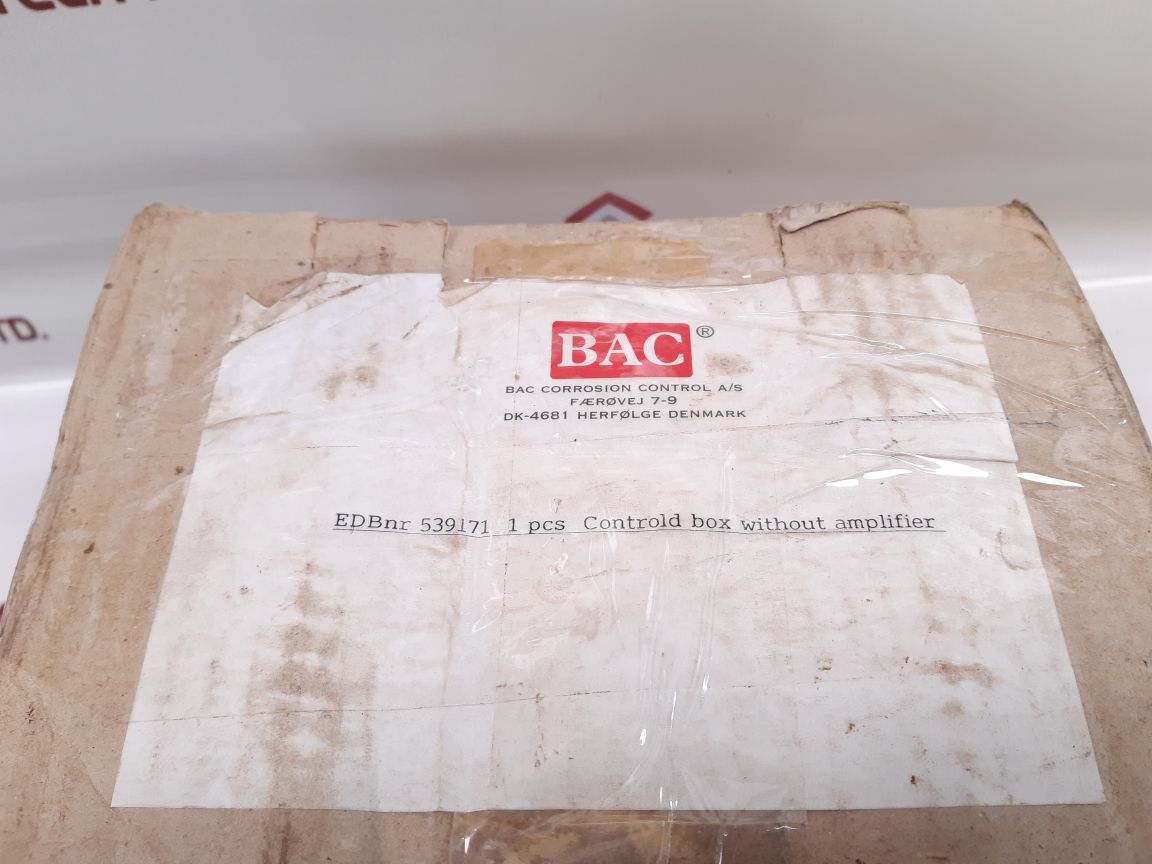 TD.
BAC®
BAC CORROSION CONTROL A/S
FÆRØVEJ 7-9
DK-4681 HERFØLGE DENMARK
EDBnr 539171 1 pcs Controld box without amplifier